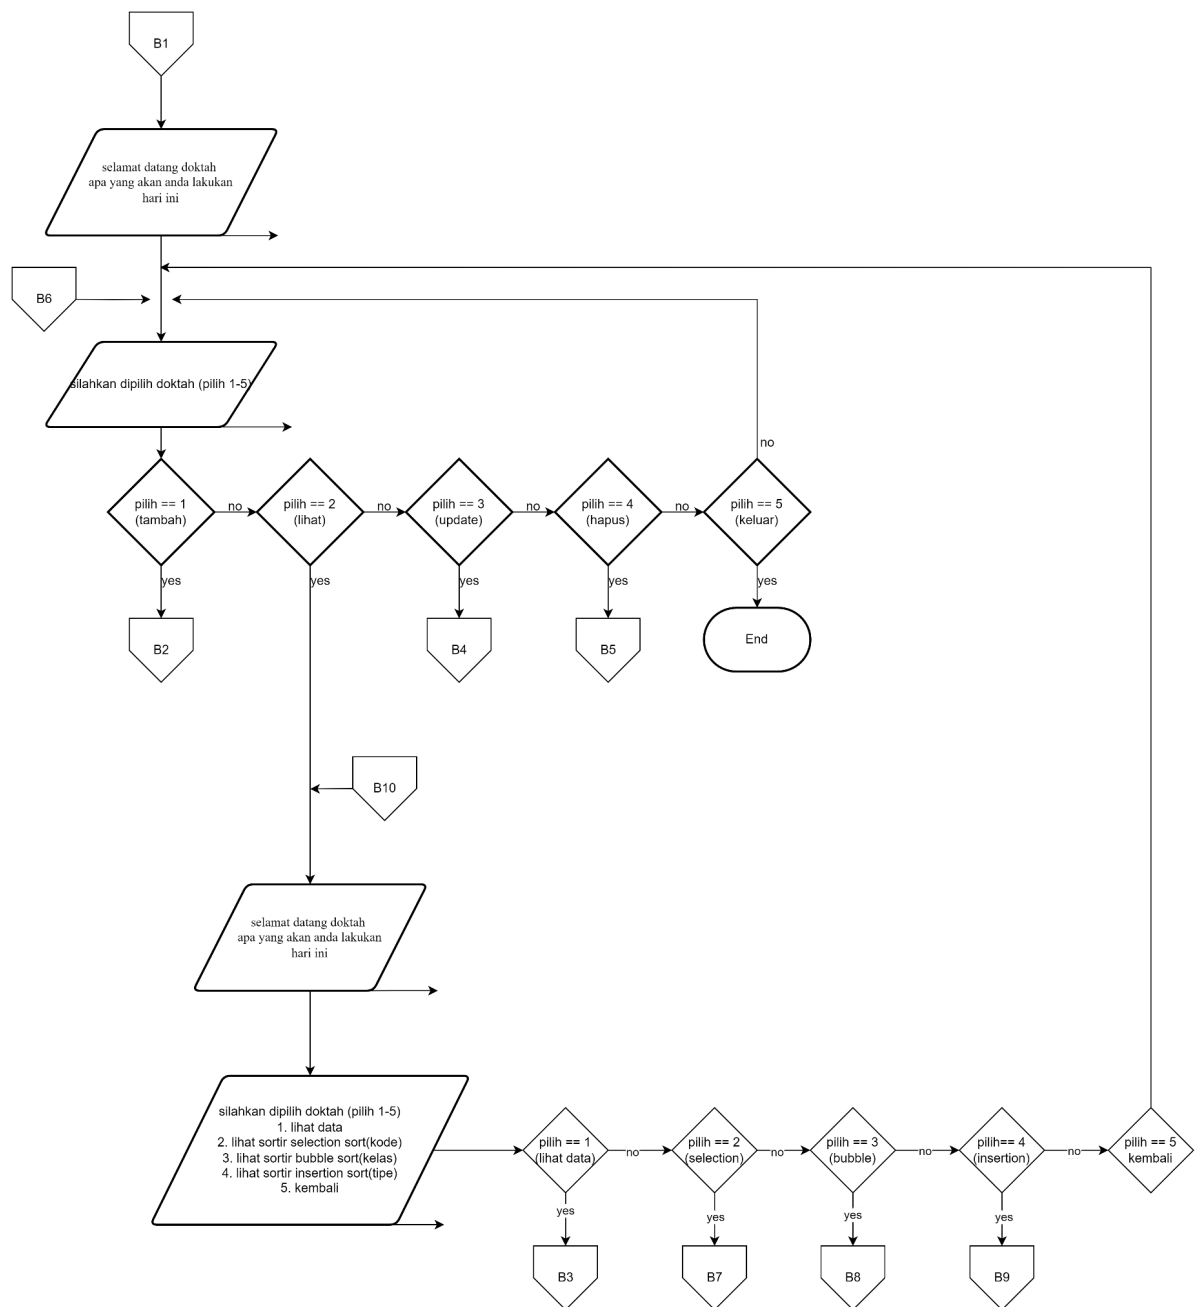 B1
selamat datang doktah
apa yang akan anda lakukan
hari ini
B6
silahkan dipilih doktah (pilih 1-5)
no
pilih == 1
(tambah)
no
pilih == 2
(lihat)
no
pilih == 3
(update)
no
pilih == 4
(hapus)
no
pilih == 5
(keluar)
yes
yes
yes
yes
yes
B2
B4
B5
End
B10
selamat datang doktah
apa yang akan anda lakukan
hari ini
silahkan dipilih doktah (pilih 1-5)
1. lihat data
2. lihat sortir selection sort(kode)
3. lihat sortir bubble sort(kelas)
4. lihat sortir insertion sort(tipe)
5. kembali
pilih == 1
(lihat data)
no
pilih == 2
(selection)
no
pilih == 3
(bubble)
no
pilih== 4
(insertion)
no
pilih == 5
kembali
yes
yes
yes
yes
B3
B7
B8
B9